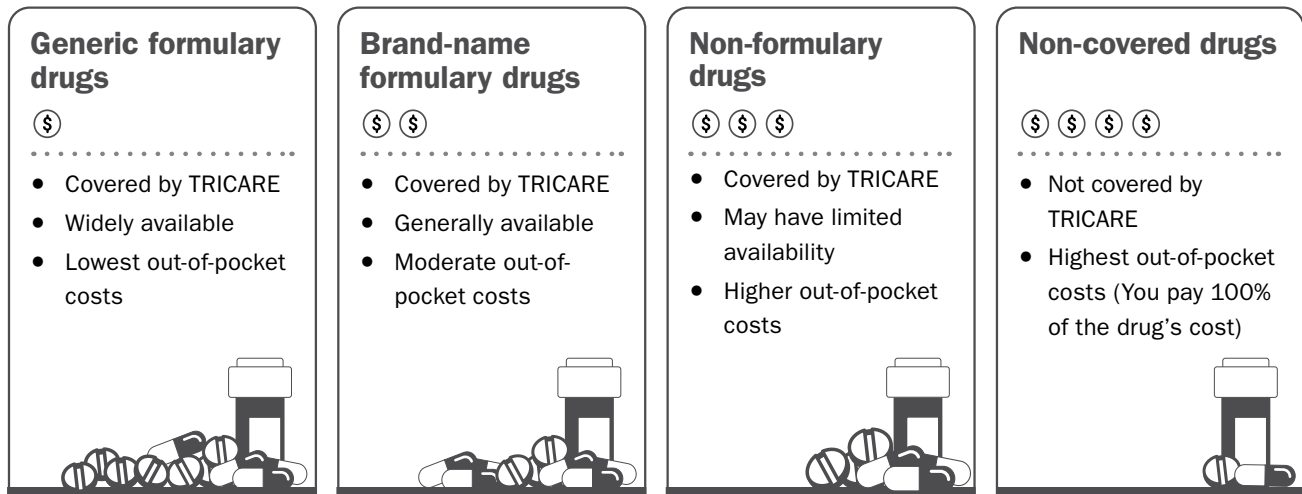 Generic formulary
drugs
$
• Covered by TRICARE
• Widely available
• Lowest out-of-pocket
costs
Brand-name
formulary drugs
$ $
• Covered by TRICARE
• Generally available
• Moderate out-of-
pocket costs
Non-formulary
drugs
$ $ $
• Covered by TRICARE
• May have limited
availability
• Higher out-of-pocket
costs
Non-covered drugs
$ $ $ $
• Not covered by
TRICARE
• Highest out-of-pocket
costs (You pay 100%
of the drug’s cost)